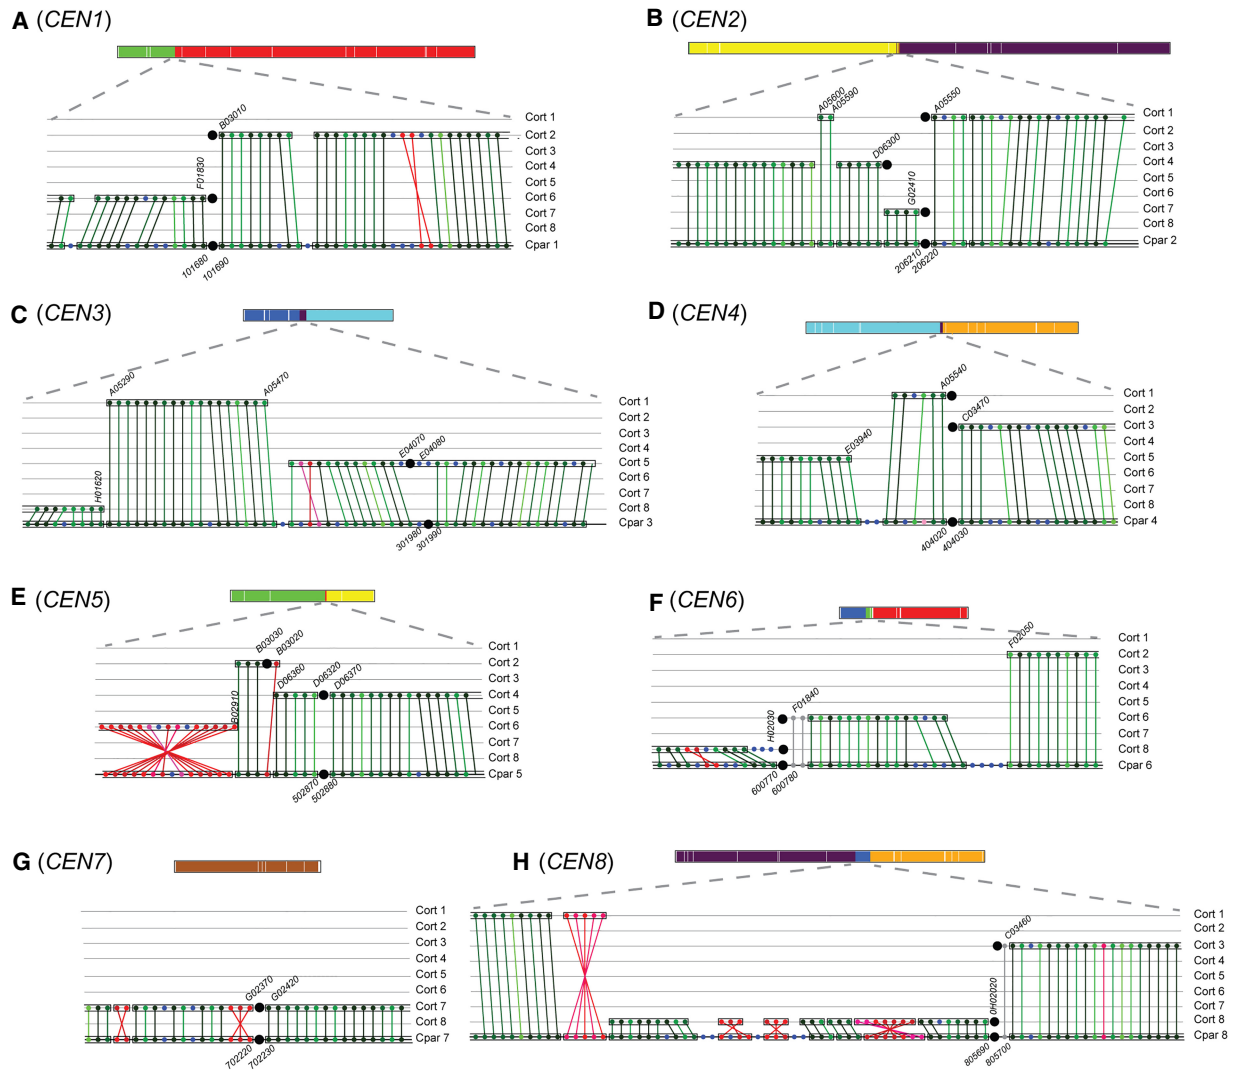 A (CEN1)
B03010
F01830
Cort 1
Cort 2
Cort 3
Cort 4
Cort 5
Cort 6
Cort 7
Cort 8
Cpar 1
101680
101690
B (CEN2)
A05600
A05590
A05550
D06300
G02410
Cort 1
Cort 2
Cort 3
Cort 4
Cort 5
Cort 6
Cort 7
Cort 8
Cpar 2
206210
206220
C (CEN3)
A05290
A05470
H01620
E04070
E04080
Cort 1
Cort 2
Cort 3
Cort 4
Cort 5
Cort 6
Cort 7
Cort 8
Cpar 3
301980
301990
D (CEN4)
A05540
C03470
E03940
Cort 1
Cort 2
Cort 3
Cort 4
Cort 5
Cort 6
Cort 7
Cort 8
Cpar 4
404020
404030
E (CEN5)
B03030
B03020
B02910
D06360
D06320
D06370
Cort 1
Cort 2
Cort 3
Cort 4
Cort 5
Cort 6
Cort 7
Cort 8
Cpar 5
502870
502880
F (CEN6)
F02050
H02030
F01840
Cort 1
Cort 2
Cort 3
Cort 4
Cort 5
Cort 6
Cort 7
Cort 8
Cpar 6
600770
600780
G (CEN7)
G02370
G02420
Cort 1
Cort 2
Cort 3
Cort 4
Cort 5
Cort 6
Cort 7
Cort 8
Cpar 7
702220
702230
H (CEN8)
C03460
0H02020
Cort 1
Cort 2
Cort 3
Cort 4
Cort 5
Cort 6
Cort 7
Cort 8
Cpar 8
805690
805700